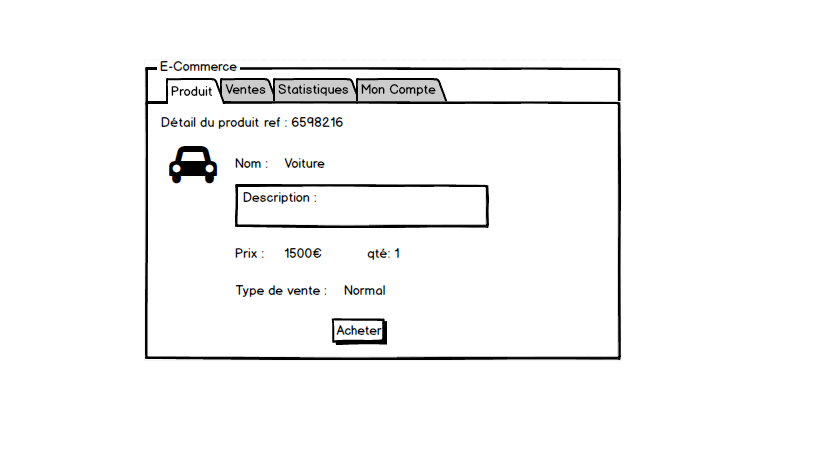 E-Commerce
Produit Ventes Statistiques Mon Compte
Détail du produit ref : 6598216
Nom : Voiture
Description :
Prix : 1500€ qté: 1
Type de vente : Normal
Acheter